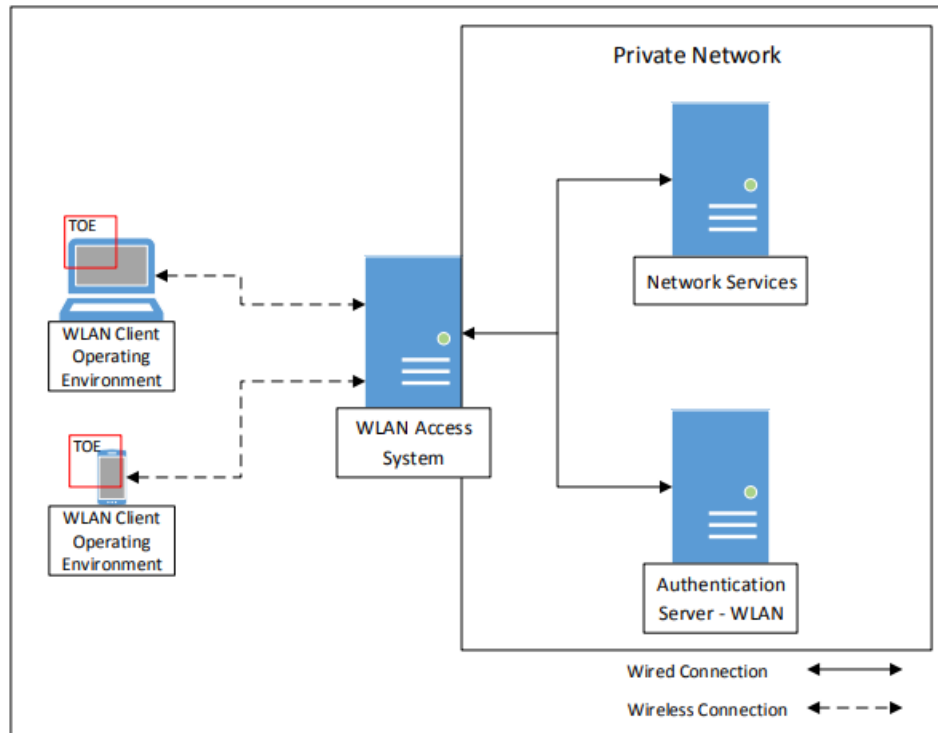 Private Network
TOE
WLAN Client
Operating
Environment
TOE
WLAN Client
Operating
Environment
WLAN Access
System
Network Services
Authentication
Server - WLAN
Wired Connection
Wireless Connection